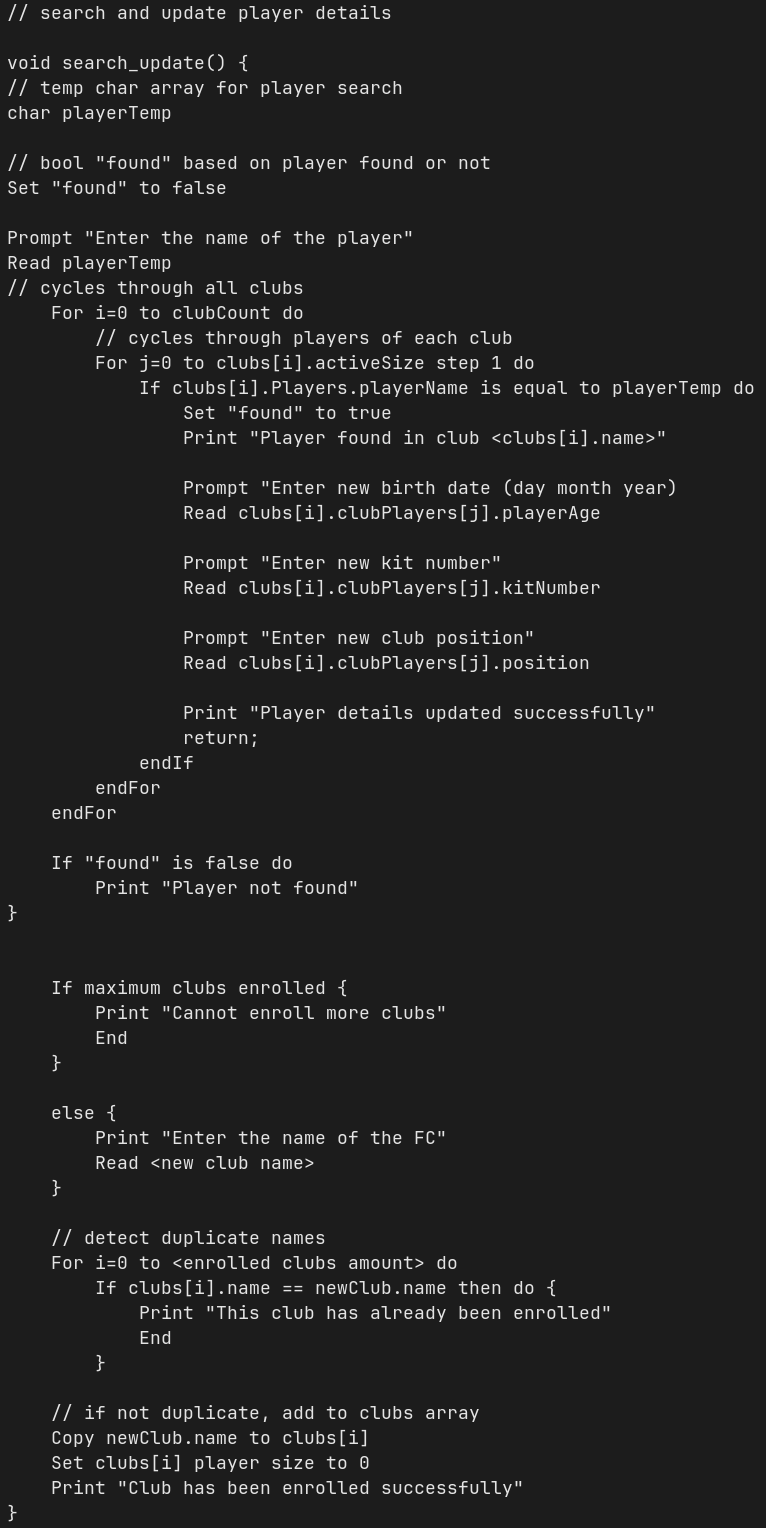 // search and update player details
void search_update() {
// temp char array for player search
char playerTemp
// bool "found" based on player found or not
Set "found" to false
Prompt "Enter the name of the player"
Read playerTemp
// cycles through all clubs
For i=0 to clubCount do
// cycles through players of each club
For j=0 to clubs[i].activeSize step 1 do
If clubs[i].Players.playerName is equal to playerTemp do
Set "found" to true
Print "Player found in club <clubs[i].name>"
Prompt "Enter new birth date (day month year)
Read clubs[i].clubPlayers[j].playerAge
Prompt "Enter new kit number"
Read clubs[i].clubPlayers[j].kitNumber
Prompt "Enter new club position"
Read clubs[i].clubPlayers[j].position
Print "Player details updated successfully"
return;
endIf
endFor
endFor
If "found" is false do
Print "Player not found"
}
If maximum clubs enrolled {
Print "Cannot enroll more clubs"
End
}
else {
Print "Enter the name of the FC"
Read <new club name>
}
// detect duplicate names
For i=0 to <enrolled clubs amount> do
If clubs[i].name == newClub.name then do {
Print "This club has already been enrolled"
End
}
// if not duplicate, add to clubs array
Copy newClub.name to clubs[i]
Set clubs[i] player size to 0
Print "Club has been enrolled successfully"
}